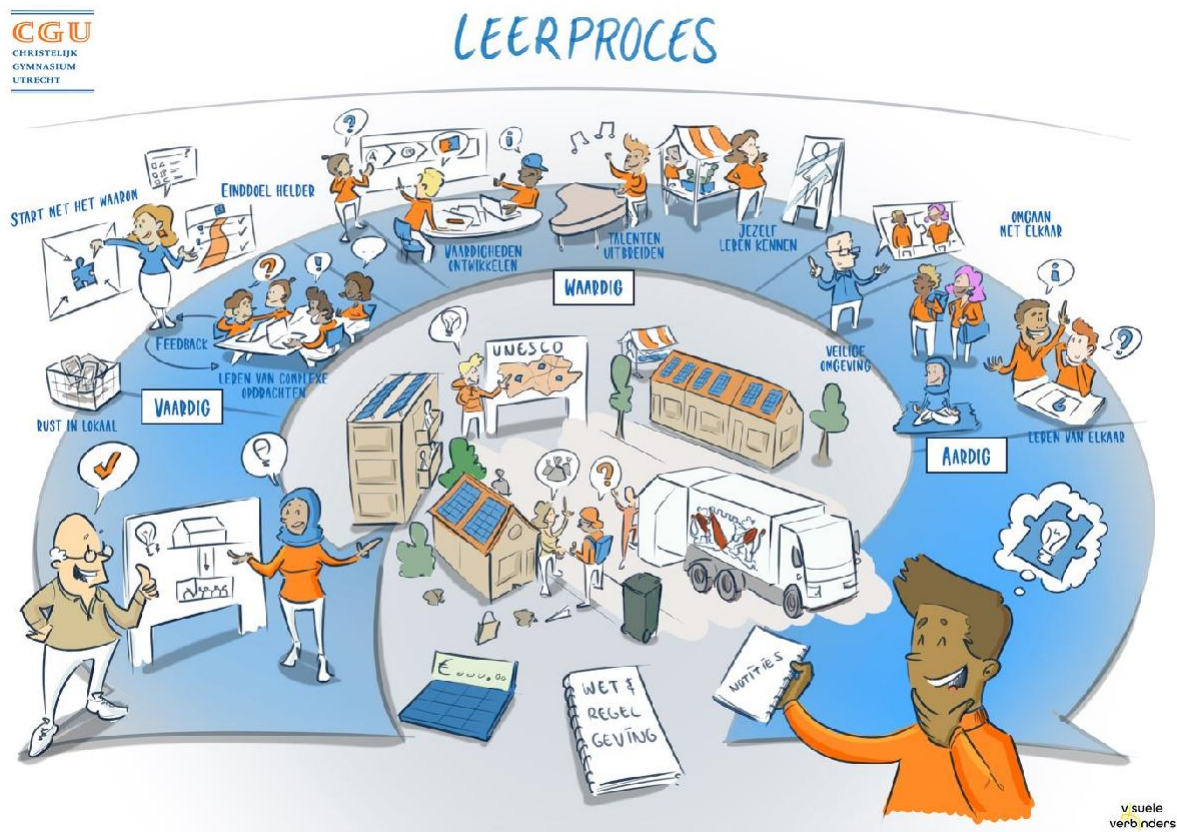 CGU
CHRISTELIJK
GYMNASIUM
UTRECHT
LEERPROCES
START MET HET WAAROM
EINDDOEL HELDER
FEEDBACK
LEREN VAN COMPLEXE
OPDRACHTEN
RUST IN LOKAAL
VAARDIG
VAARDIGHEDEN
ONTWIKKELEN
TALENTEN
UITBREIDEN
JEZELF
LEREN KENNEN
WAARDIG
OMGAAN
MET ELKAAR
VEILIGE
OMGEVING
LEREN VAN ELKAAR
AARDIG
UNESCO
WET &
REGEL
GEVING
NOTITIES
visuele
verbinders